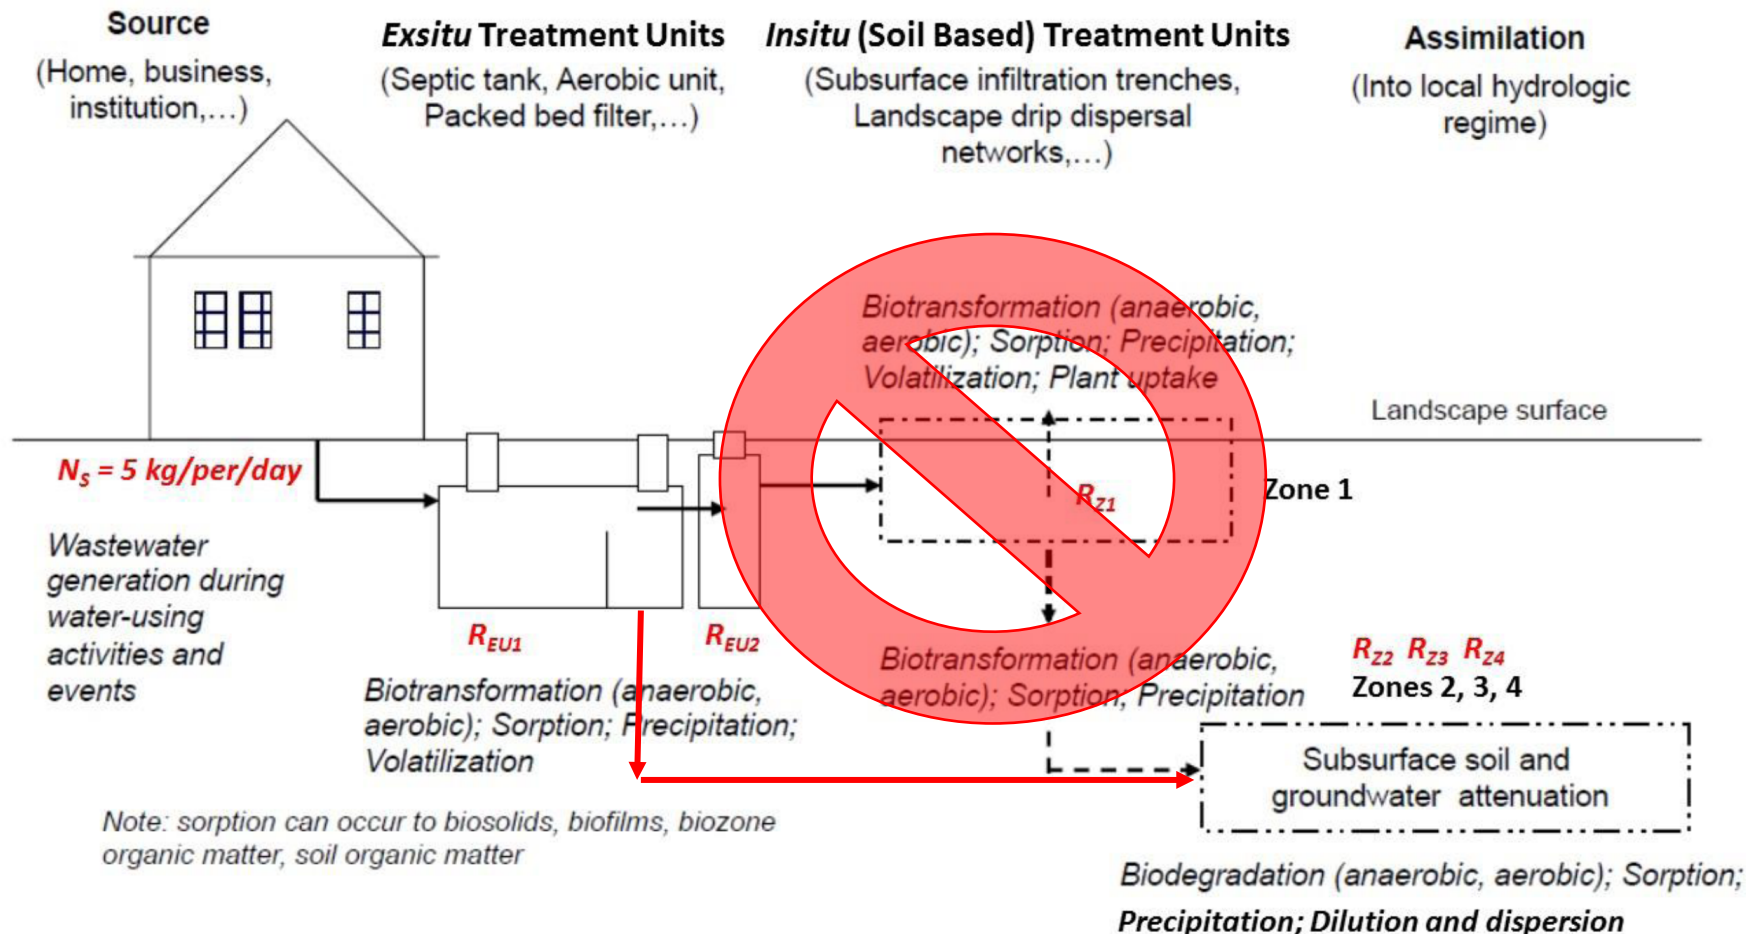 Source
(Home, business,
institution,…)
Exsitu Treatment Units
(Septic tank, Aerobic unit,
Packed bed filter,…)
Insitu (Soil Based) Treatment Units
(Subsurface infiltration trenches,
Landscape drip dispersal
networks,…)
Assimilation
(Into local hydrologic
regime)
Biotransformation (anaerobic,
aerobic); Sorption; Precipitation;
Volatilization; Plant uptake
Landscape surface
NS = 5 kg/per/day
RZ1
Zone 1
Wastewater
generation during
water-using
activities and
events
REU1
REU2
Biotransformation (anaerobic,
aerobic); Sorption; Precipitation;
Volatilization
Biotransformation (anaerobic,
aerobic); Sorption; Precipitation
RZ2 RZ3 RZ4
Zones 2, 3, 4
Subsurface soil and
groundwater attenuation
Note: sorption can occur to biosolids, biofilms, biozone
organic matter, soil organic matter
Biodegradation (anaerobic, aerobic); Sorption;
Precipitation; Dilution and dispersion